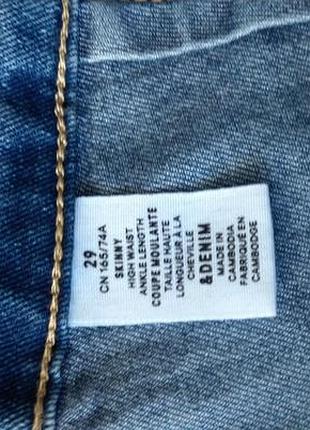 29
CN 165/74A
SKINNY
HIGH WAIST
ANKLE LENGTH
COUPE MOULANTE
TAILLE HAUTE
LONGUEUR À LA
CHEVILLE
&DENIM
MADE IN
CAMBODIA
FABRIQUÉ EN
CAMBODGE